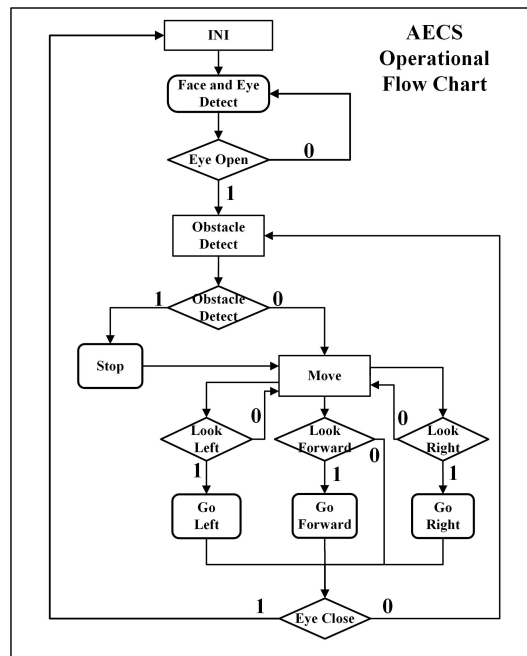 AECS
Operational
Flow Chart
INI
Face and Eye
Detect
0
Eye Open
1
Obstacle
Detect
1
Obstacle
Detect
0
Stop
Move
Look
Left
0
1
Look
Forward
0
1
0
Look
Right
1
Go
Left
Go
Forward
Go
Right
1
Eye Close
0